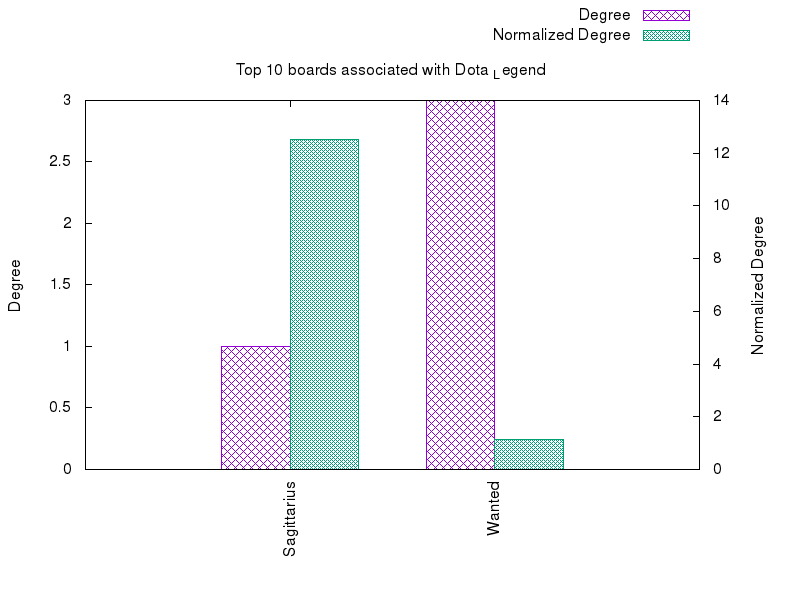 Degree
Normalized Degree
Top 10 boards associated with Dota Legend
3
2.5
2
1.5
1
0.5
0
14
12
10
8
6
4
2
0
Degree
Normalized Degree
Sagittarius
Wanted